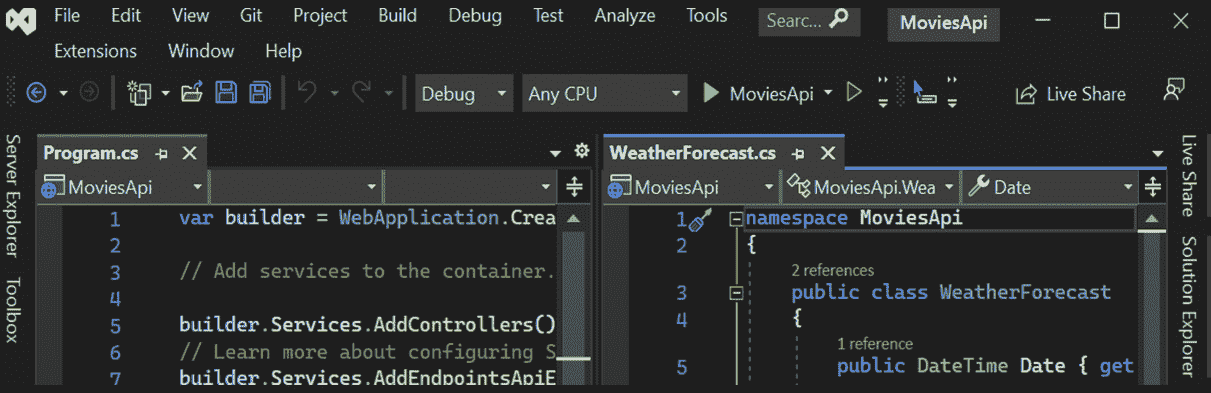 File Edit View Git Project Build Debug Test Analyze Tools Searc... MoviesApi
Extensions Window Help
Debug Any CPU MoviesApi Live Share
Server Explorer
Toolbox
Program.cs
MoviesApi
1 var builder = WebApplication.Crea
2
3 // Add services to the container.
4
5 builder.Services.AddControllers()
6 // Learn more about configuring S
7 builder.Services.AddEndpointsApiE
WeatherForecast.cs
MoviesApi MoviesApi.Wea Date
1 namespace MoviesApi
2 {
2 references
3 public class WeatherForecast
4 {
1 reference
5 public DateTime Date { get
Live Share
Solution Explorer